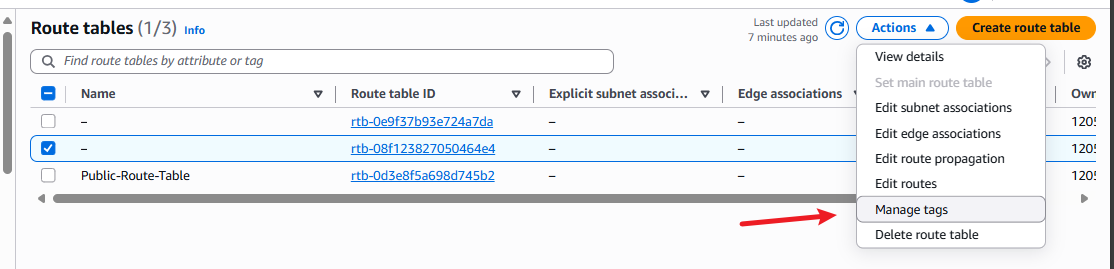 Route tables (1/3) Info
Last updated
7 minutes ago
Actions
Create route table
Find route tables by attribute or tag
View details
Set main route table
Edit subnet associations
Edit edge associations
Edit route propagation
Edit routes
Manage tags
Delete route table
Name Route table ID Explicit subnet associ... Edge associations Own
– rtb-0e9f37b93e724a7da – – 1205
– rtb-08f123827050464e4 – – 1205
Public-Route-Table rtb-0d3e8f5a698d745b2 – – 1205